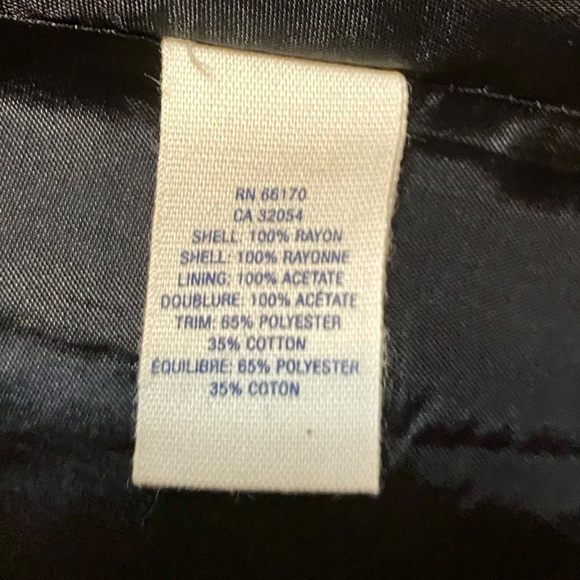 RN 66170
CA 32054
SHELL: 100% RAYON
SHELL: 100% RAYONNE
LINING: 100% ACETATE
DOUBLURE: 100% ACÉTATE
TRIM: 65% POLYESTER
35% COTTON
ÉQUILIBRE: 65% POLYESTER
35% COTON